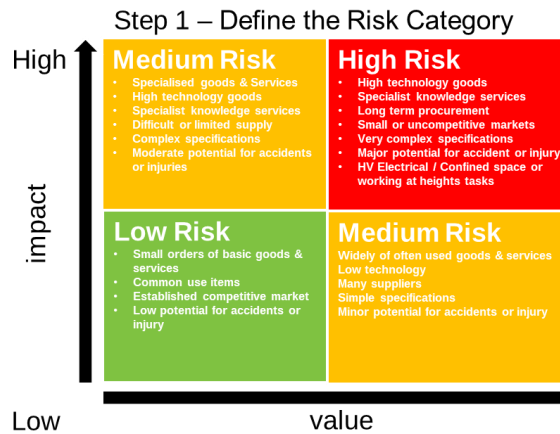 Step 1 – Define the Risk Category
High
Medium Risk
• Specialised goods & Services
• High technology goods
• Specialist knowledge services
• Difficult or limited supply
• Complex specifications
• Moderate potential for accidents
or injuries
High Risk
• High technology goods
• Specialist knowledge services
• Long term procurement
• Small or uncompetitive markets
• Very complex specifications
• Major potential for accident or injury
• HV Electrical / Confined space or
working at heights tasks
impact
Low Risk
• Small orders of basic goods &
services
• Common use items
• Established competitive market
• Low potential for accidents or
injury
Medium Risk
Widely of often used goods & services
Low technology
Many suppliers
Simple specifications
Minor potential for accidents or injury
Low
value